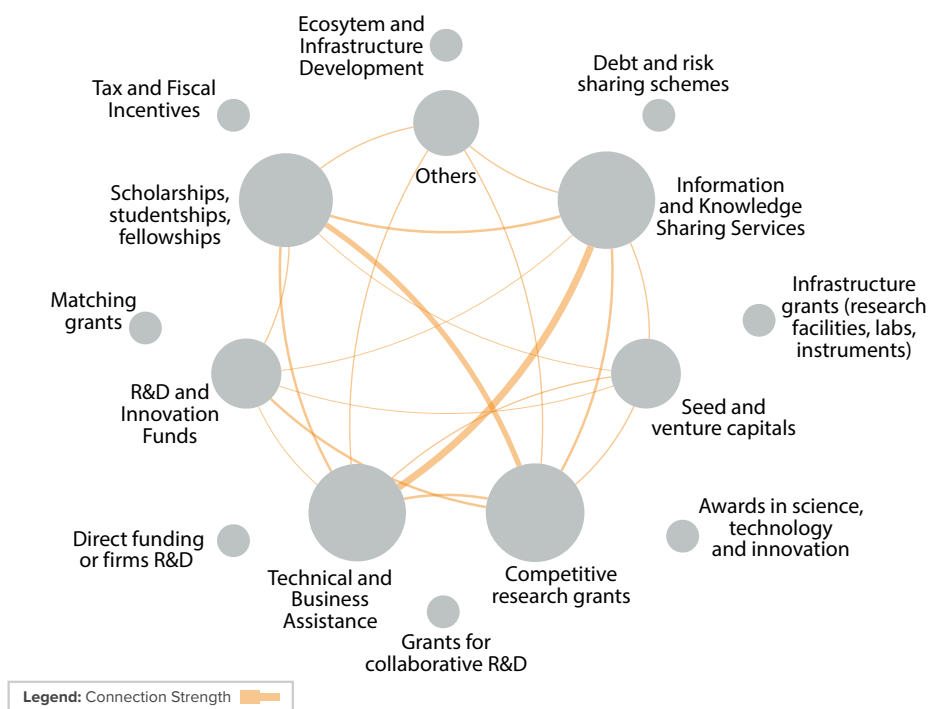 Ecosytem and
Infrastructure
Development
Debt and risk
sharing schemes
Tax and Fiscal
Incentives
Others
Scholarships,
studentships,
fellowships
Information
and Knowledge
Sharing Services
Matching
grants
Infrastructure
grants (research
facilities, labs,
instruments)
R&D and
Innovation
Funds
Seed and
venture capitals
Direct funding
or firms R&D
Awards in science,
technology
and innovation
Technical and
Business
Assistance
Competitive
research grants
Grants for
collaborative R&D
Legend: Connection Strength